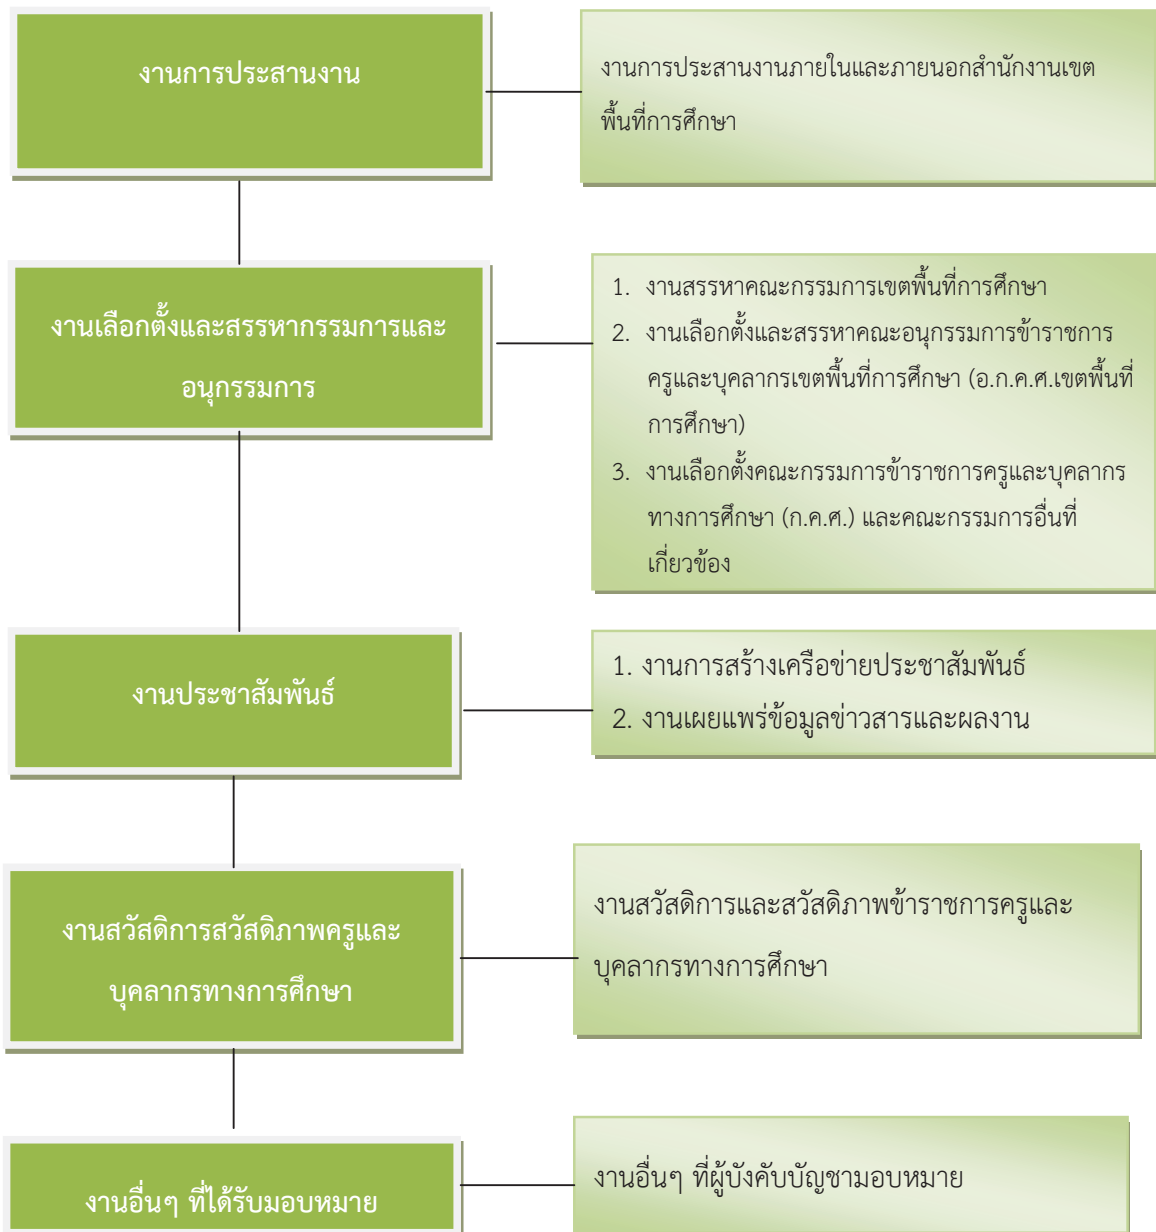 งานการประสานงาน
งานการประสานงานภายในและภายนอกสำนักงานเขต
พื้นที่การศึกษา
งานเลือกตั้งและสรรหากรรมการและ
อนุกรรมการ
1. งานสรรหาคณะกรรมการเขตพื้นที่การศึกษา
2. งานเลือกตั้งและสรรหาคณะอนุกรรมการข้าราชการ
ครูและบุคลากรเขตพื้นที่การศึกษา (อ.ก.ค.ศ.เขตพื้นที่
การศึกษา)
3. งานเลือกตั้งคณะกรรมการข้าราชการครูและบุคลากร
ทางการศึกษา (ก.ค.ศ.) และคณะกรรมการอื่นที่
เกี่ยวข้อง
งานประชาสัมพันธ์
1. งานการสร้างเครือข่ายประชาสัมพันธ์
2. งานเผยแพร่ข้อมูลข่าวสารและผลงาน
งานสวัสดิการสวัสดิภาพครูและ
บุคลากรทางการศึกษา
งานสวัสดิการและสวัสดิภาพข้าราชการครูและ
บุคลากรทางการศึกษา
งานอื่นๆ ที่ได้รับมอบหมาย
งานอื่นๆ ที่ผู้บังคับบัญชามอบหมาย